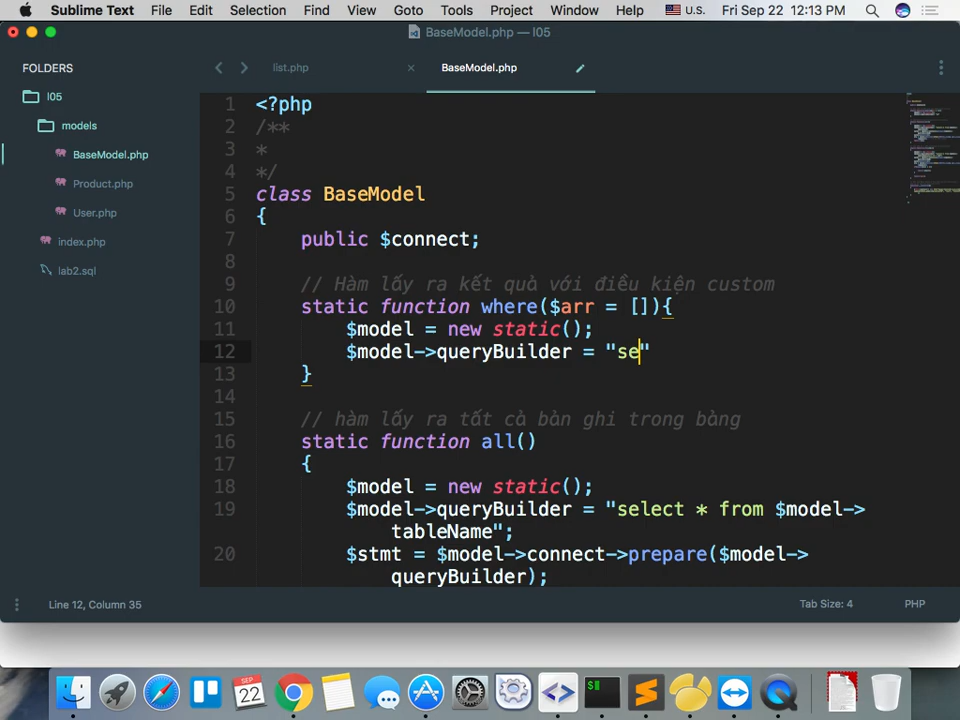 Sublime Text File Edit Selection Find View Goto Tools Project Window Help U.S. Fri Sep 22 12:13 PM
BaseModel.php — l05
FOLDERS
l05
models
BaseModel.php
Product.php
User.php
index.php
lab2.sql
list.php × BaseModel.php
1 <?php
2 /**
3 *
4 */
5 class BaseModel
6 {
7 public $connect;
8
9 // Hàm lấy ra kết quả với điều kiện custom
10 static function where($arr = []){
11 $model = new static();
12 $model->queryBuilder = "se"
13 }
14
15 // hàm lấy ra tất cả bản ghi trong bảng
16 static function all()
17 {
18 $model = new static();
19 $model->queryBuilder = "select * from $model->
tableName";
20 $stmt = $model->connect->prepare($model->
queryBuilder);
Line 12, Column 35 Tab Size: 4 PHP
SEP
22